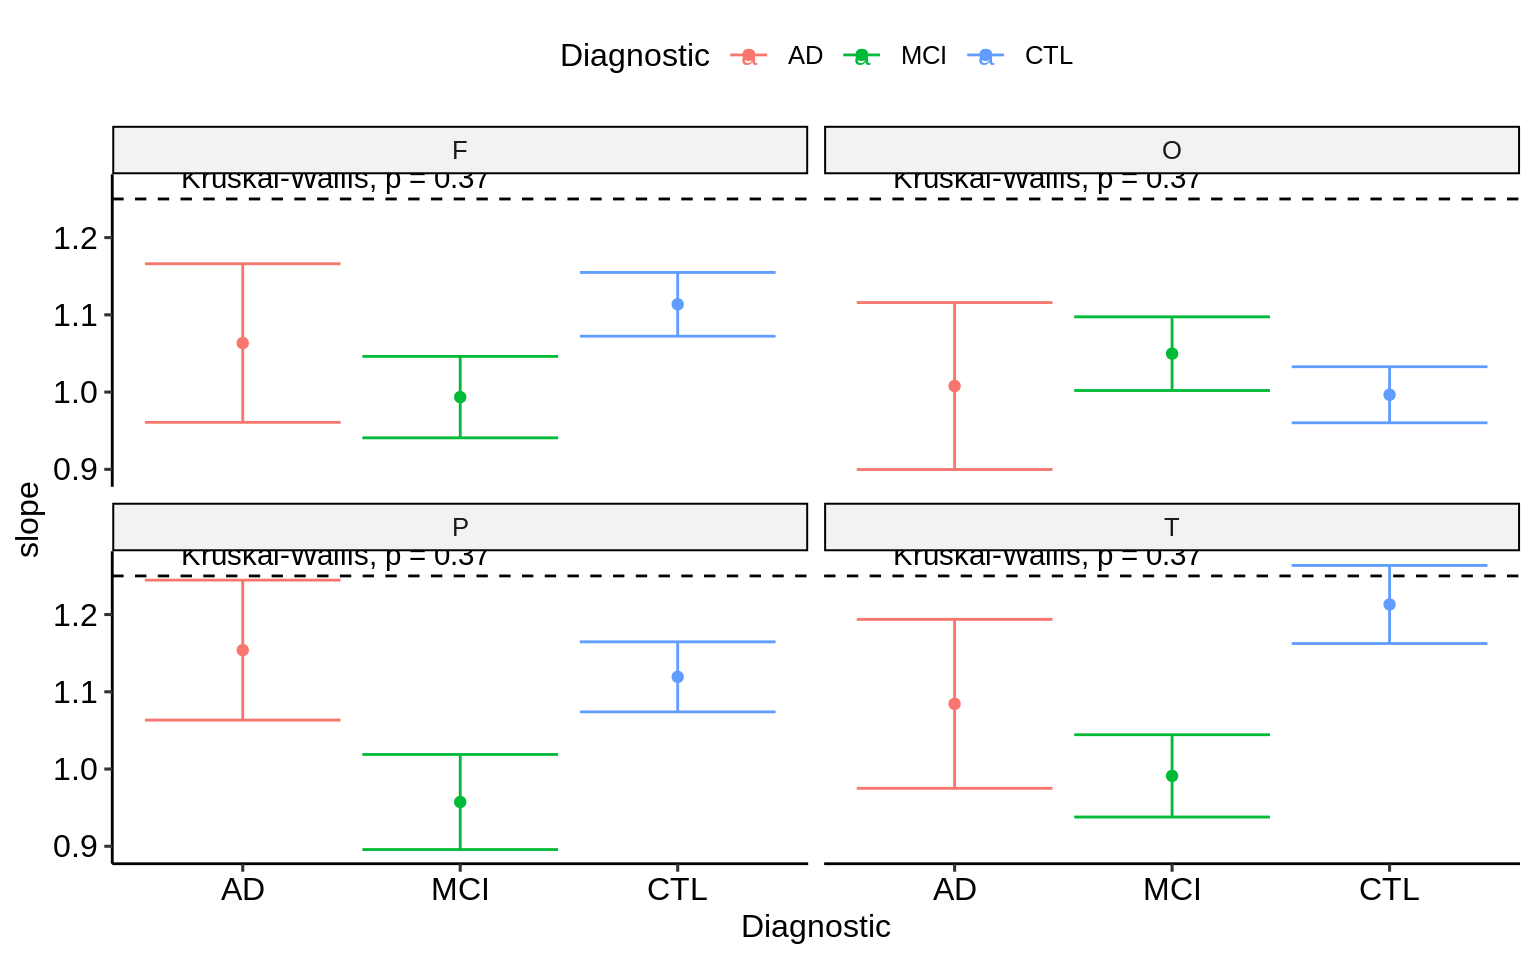 Diagnostic a AD a MCI a CTL
F
O
Kruskal-Wallis, p = 0.37
Kruskal-Wallis, p = 0.37
1.2
1.1
1.0
0.9
slope
P
T
Kruskal-Wallis, p = 0.37
Kruskal-Wallis, p = 0.37
1.2
1.1
1.0
0.9
AD MCI CTL
AD MCI CTL
Diagnostic